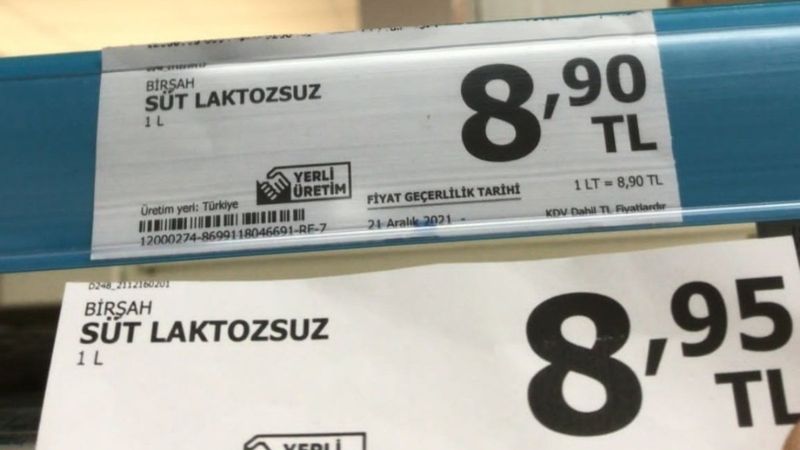 BİRŞAH
SÜT LAKTOZSUZ
1 L
8,90
TL
YERLİ
ÜRETİM
Üretim yeri: Türkiye
FİYAT GEÇERLİLİK TARİHİ
1 LT = 8,90 TL
21 Aralık 2021 -
KDV Dahil TL Fiyatlardır
12000274-8699118046691-RF-7
D248_2112160201
BİRŞAH
SÜT LAKTOZSUZ
1 L
8,95
TL
YERLİ